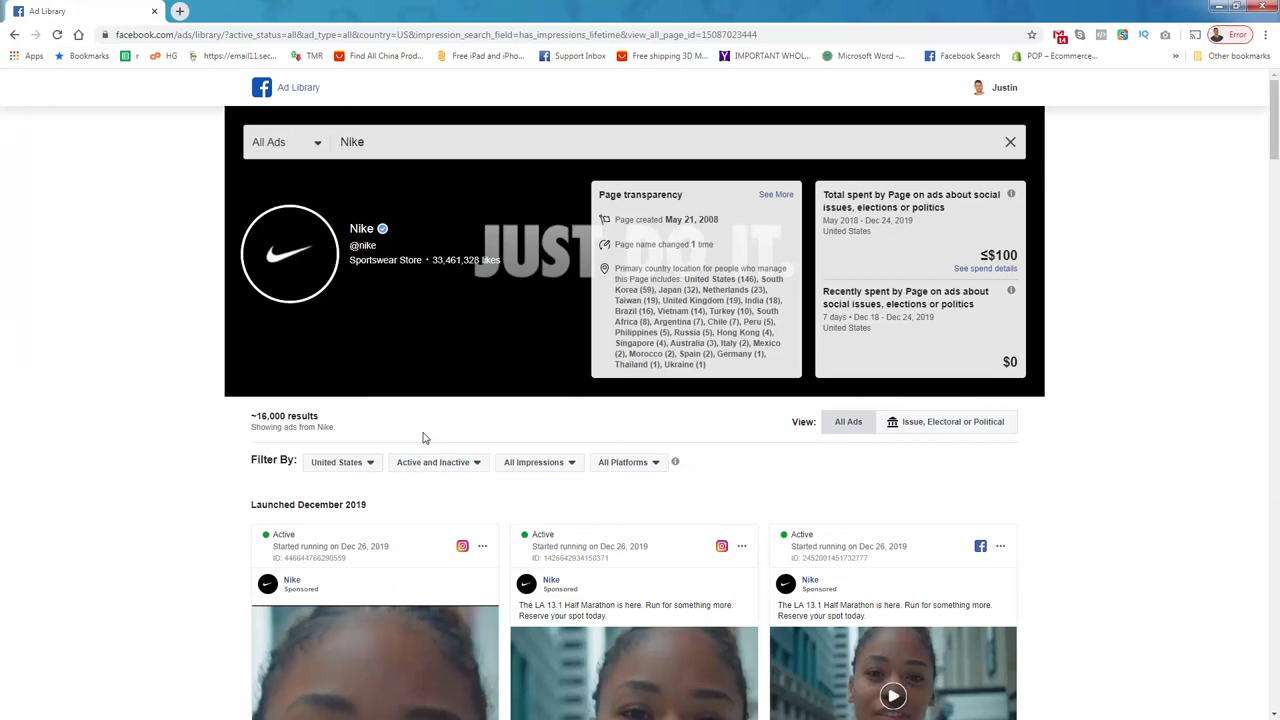 Ad Library
facebook.com/ads/library/?active_status=all&ad_type=all&country=US&impression_search_field=has_impressions_lifetime&view_all_page_id=15087023444
14
Error
Apps
Bookmarks
r
HG
https://email11.sec...
TMR
Find All China Prod...
Free iPad and iPho...
Support Inbox
Free shipping 3D M...
IMPORTANT WHOL...
Microsoft Word -...
Facebook Search
POP – Ecommerce...
»
Other bookmarks
Ad Library
Justin
All Ads
Nike
JUST DO IT.
Nike
@nike
Sportswear Store • 33,461,328 likes
Page transparency
See More
Page created May 21, 2008
Page name changed 1 time
Primary country location for people who manage
this Page includes: United States (146), South
Korea (59), Japan (32), Netherlands (23),
Taiwan (19), United Kingdom (19), India (18),
Brazil (16), Vietnam (14), Turkey (10), South
Africa (8), Argentina (7), Chile (7), Peru (5),
Philippines (5), Russia (5), Hong Kong (4),
Singapore (4), Australia (3), Italy (2), Mexico
(2), Morocco (2), Spain (2), Germany (1),
Thailand (1), Ukraine (1)
Total spent by Page on ads about social
issues, elections or politics
May 2018 - Dec 24, 2019
United States
≤$100
See spend details
Recently spent by Page on ads about
social issues, elections or politics
7 days • Dec 18 - Dec 24, 2019
United States
$0
~16,000 results
Showing ads from Nike.
View:
All Ads
Issue, Electoral or Political
Filter By:
United States
Active and Inactive
All Impressions
All Platforms
Launched December 2019
Active
Started running on Dec 26, 2019
ID: 446644766290559
Nike
Sponsored
Active
Started running on Dec 26, 2019
ID: 1426642934158371
Nike
Sponsored
The LA 13.1 Half Marathon is here. Run for something more.
Reserve your spot today.
Active
Started running on Dec 26, 2019
ID: 2452001451732777
Nike
Sponsored
The LA 13.1 Half Marathon is here. Run for something more.
Reserve your spot today.